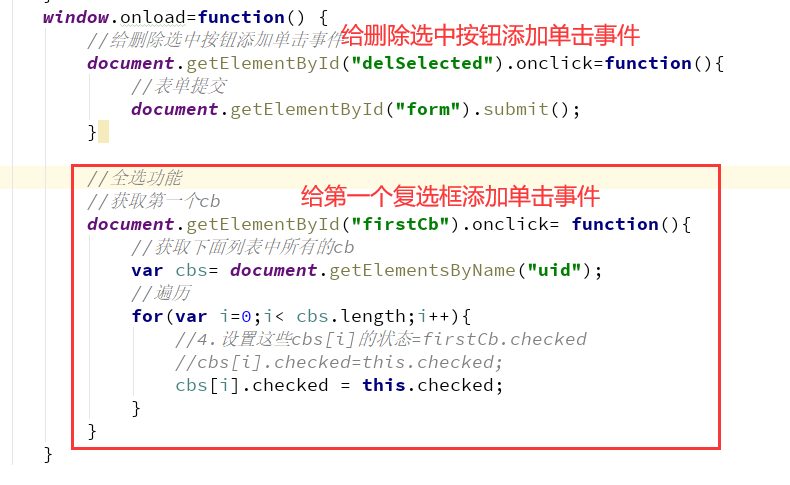 window.onload=function() {
//给删除选中按钮添加单击事件
给删除选中按钮添加单击事件
document.getElementById("delSelected").onclick=function(){
//表单提交
document.getElementById("form").submit();
}
//全选功能
//获取第一个cb
给第一个复选框添加单击事件
document.getElementById("firstCb").onclick= function(){
//获取下面列表中所有的cb
var cbs= document.getElementsByName("uid");
//遍历
for(var i=0;i< cbs.length;i++){
//4.设置这些cbs[i]的状态=firstCb.checked
//cbs[i].checked=this.checked;
cbs[i].checked = this.checked;
}
}
}